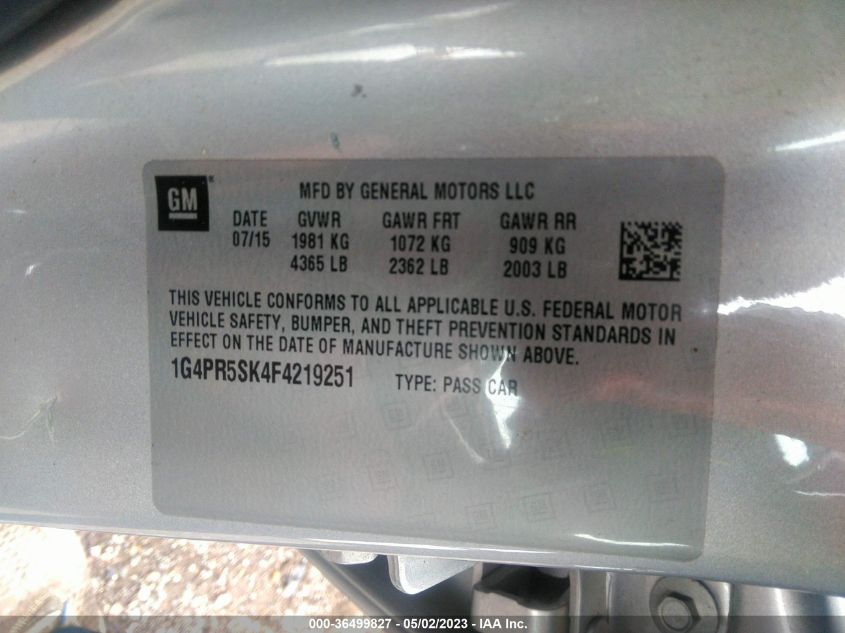 GM
MFD BY GENERAL MOTORS LLC
DATE GVWR GAWR FRT GAWR RR
07/15 1981 KG 1072 KG 909 KG
4365 LB 2362 LB 2003 LB
THIS VEHICLE CONFORMS TO ALL APPLICABLE U.S. FEDERAL MOTOR
VEHICLE SAFETY, BUMPER, AND THEFT PREVENTION STANDARDS IN
EFFECT ON THE DATE OF MANUFACTURE SHOWN ABOVE.
1G4PR5SK4F4219251 TYPE: PASS CAR
000-36499827 - 05/02/2023 - IAA Inc.